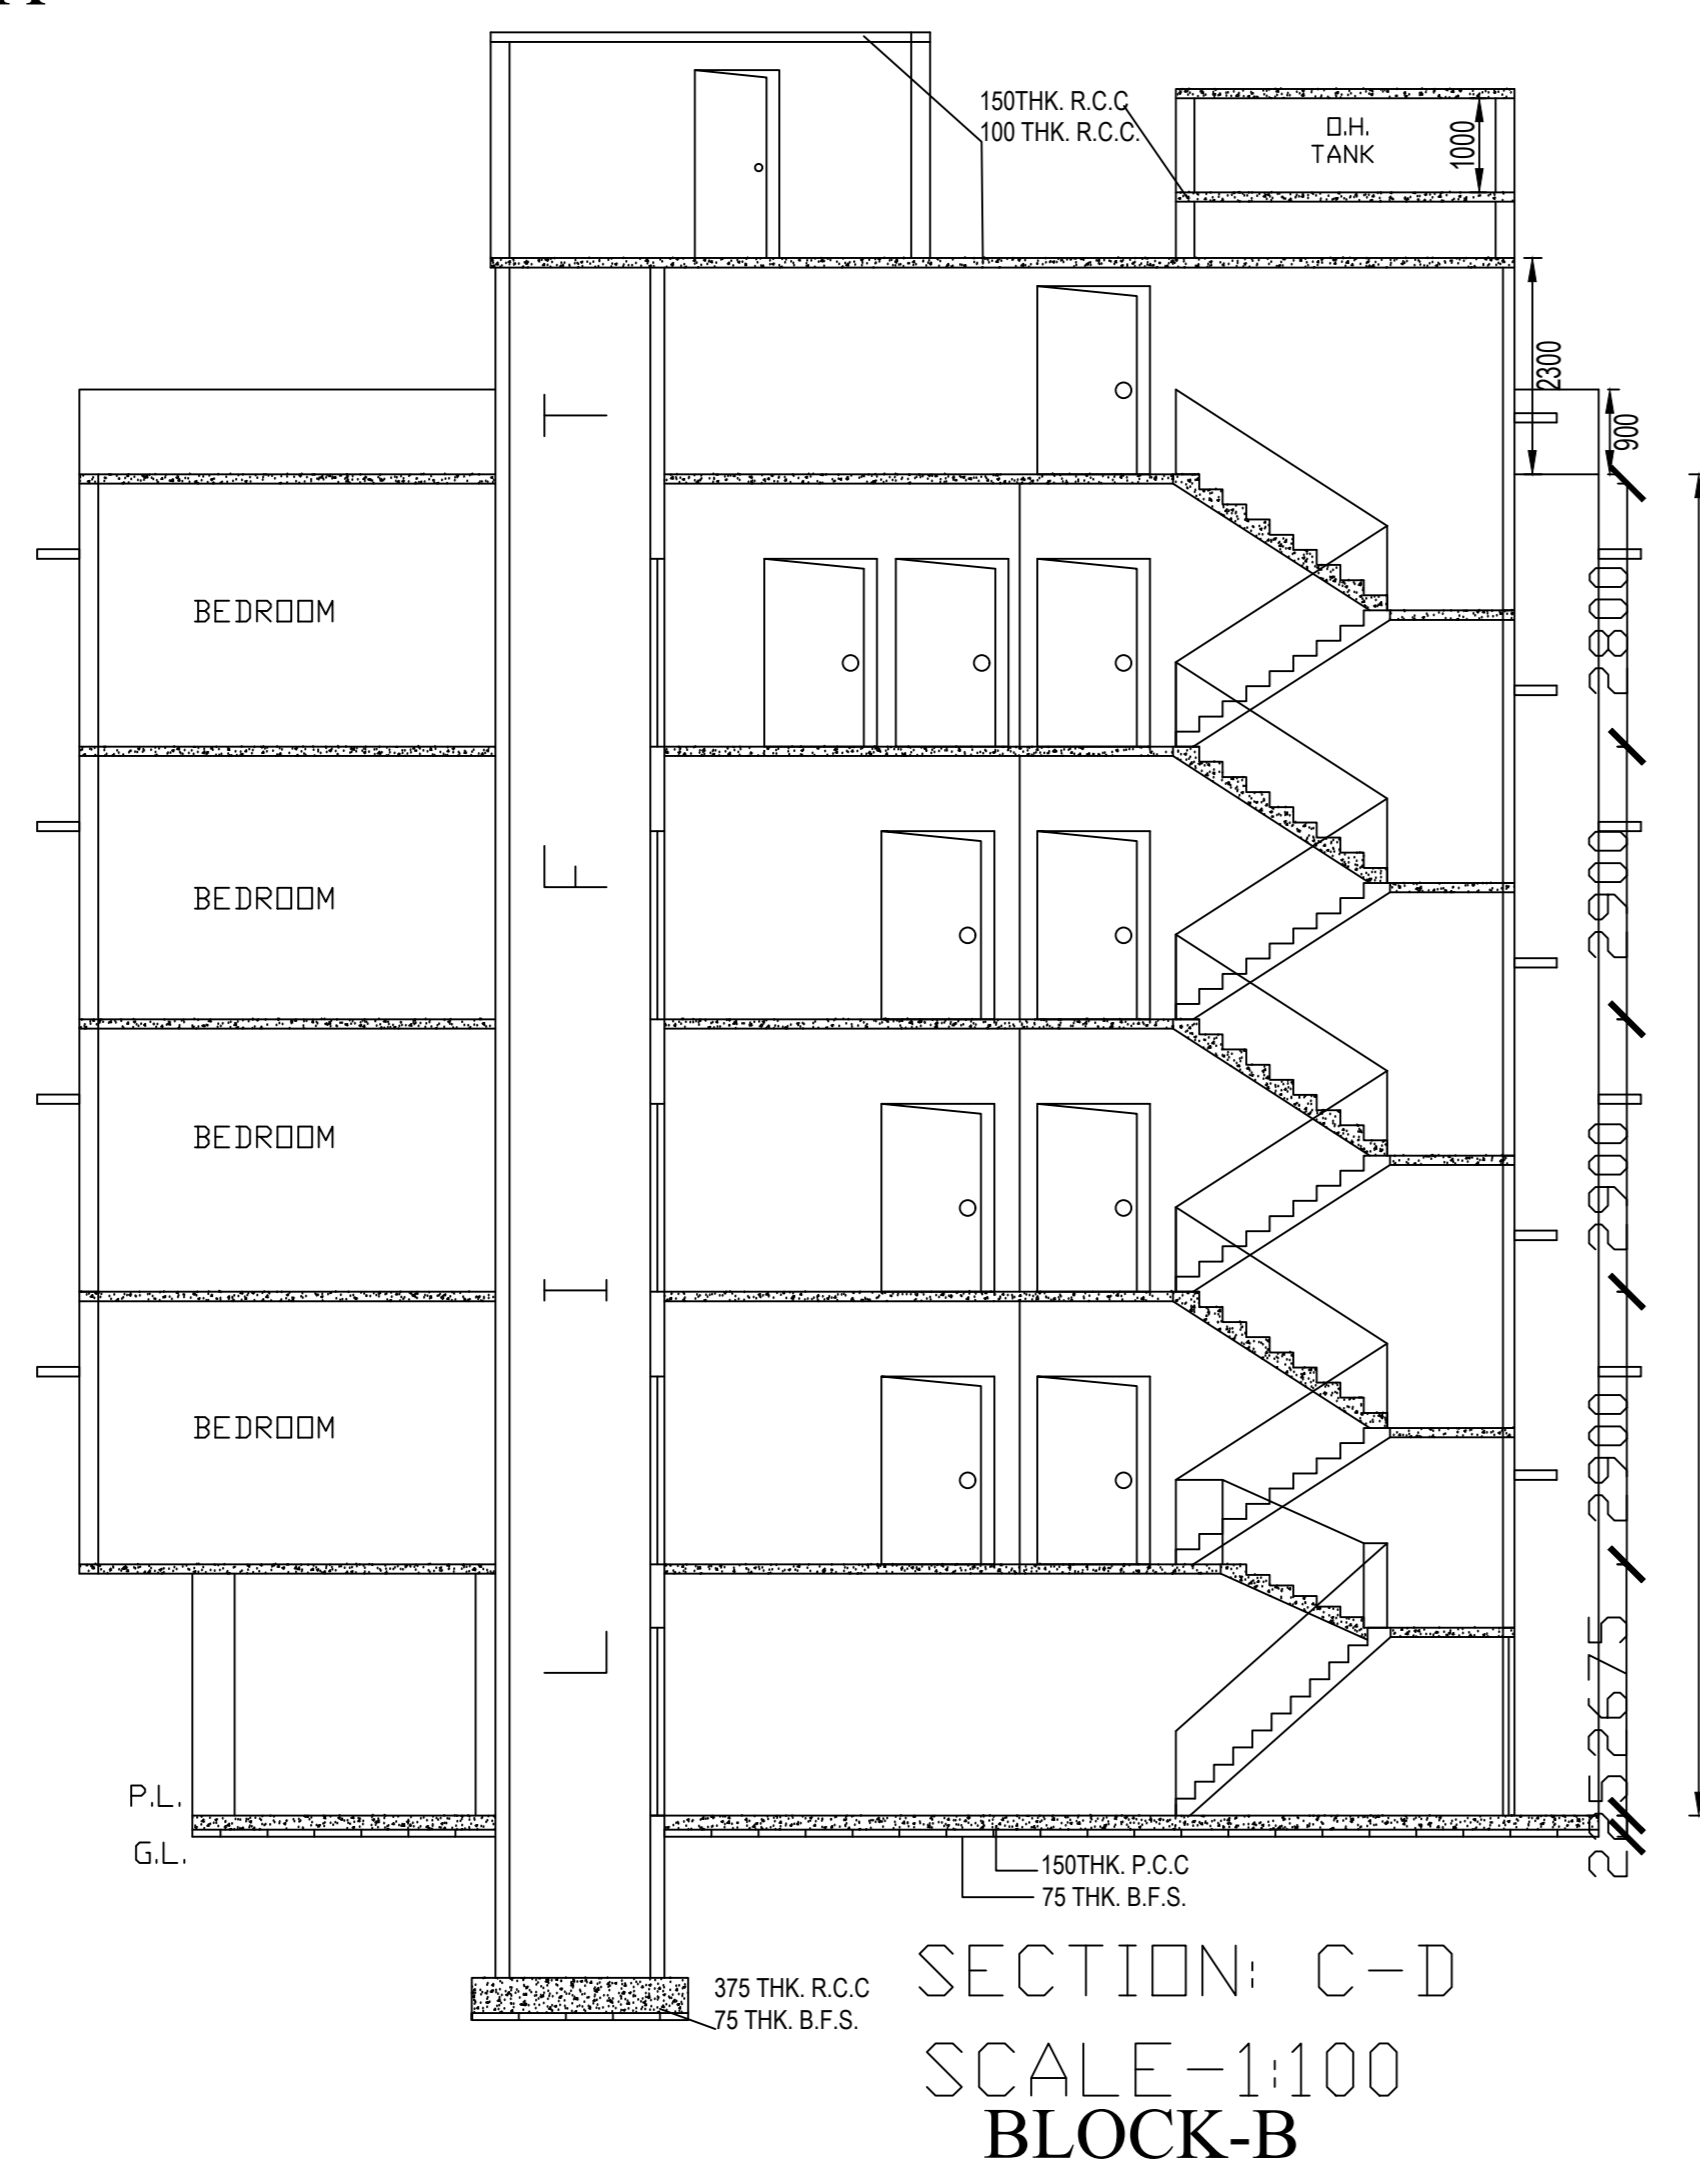 150THK. R.C.C
100 THK. R.C.C.
O.H.
TANK
1000
2300
900
T
BEDROOM
2800
F
BEDROOM
2900
BEDROOM
2900
I
BEDROOM
2900
L
2675
P.L.
G.L.
150THK. P.C.C
75 THK. B.F.S.
375 THK. R.C.C
75 THK. B.F.S.
SECTION: C-D
SCALE-1:100
BLOCK-B